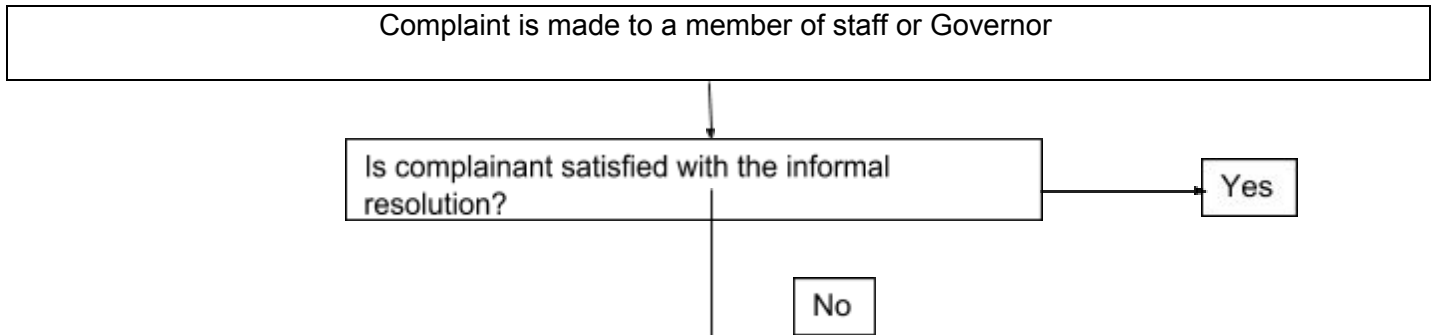 Complaint is made to a member of staff or Governor
Is complainant satisfied with the informal
resolution?
Yes
No